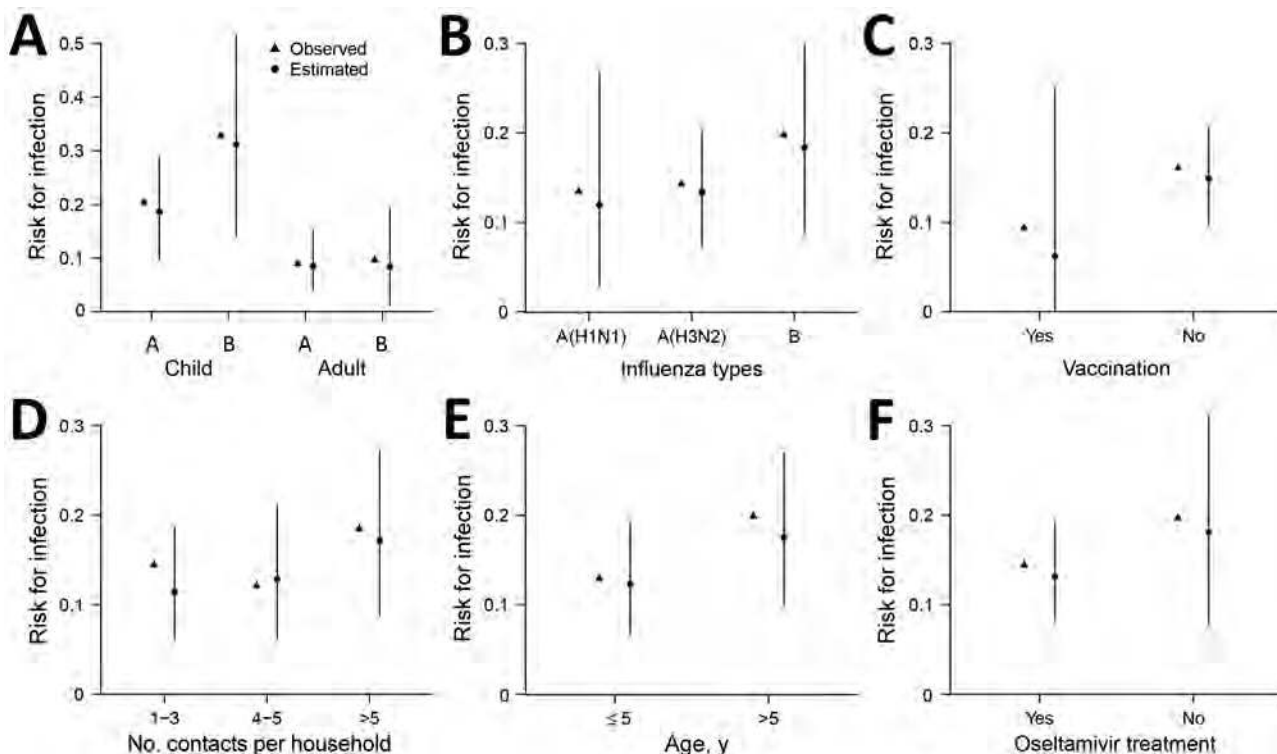 A
Risk for infection
0.5
0.4
0.3
0.2
0.1
0
▲ Observed
● Estimated
A B A B
Child Adult
B
Risk for infection
0.3
0.2
0.1
0
A(H1N1) A(H3N2) B
Influenza types
C
Risk for infection
0.3
0.2
0.1
0
Yes No
Vaccination
D
Risk for infection
0.3
0.2
0.1
0
1–3 4–5 >5
No. contacts per household
E
Risk for infection
0.3
0.2
0.1
0
≤ 5 >5
Age, y
F
Risk for infection
0.3
0.2
0.1
0
Yes No
Oseltamivir treatment